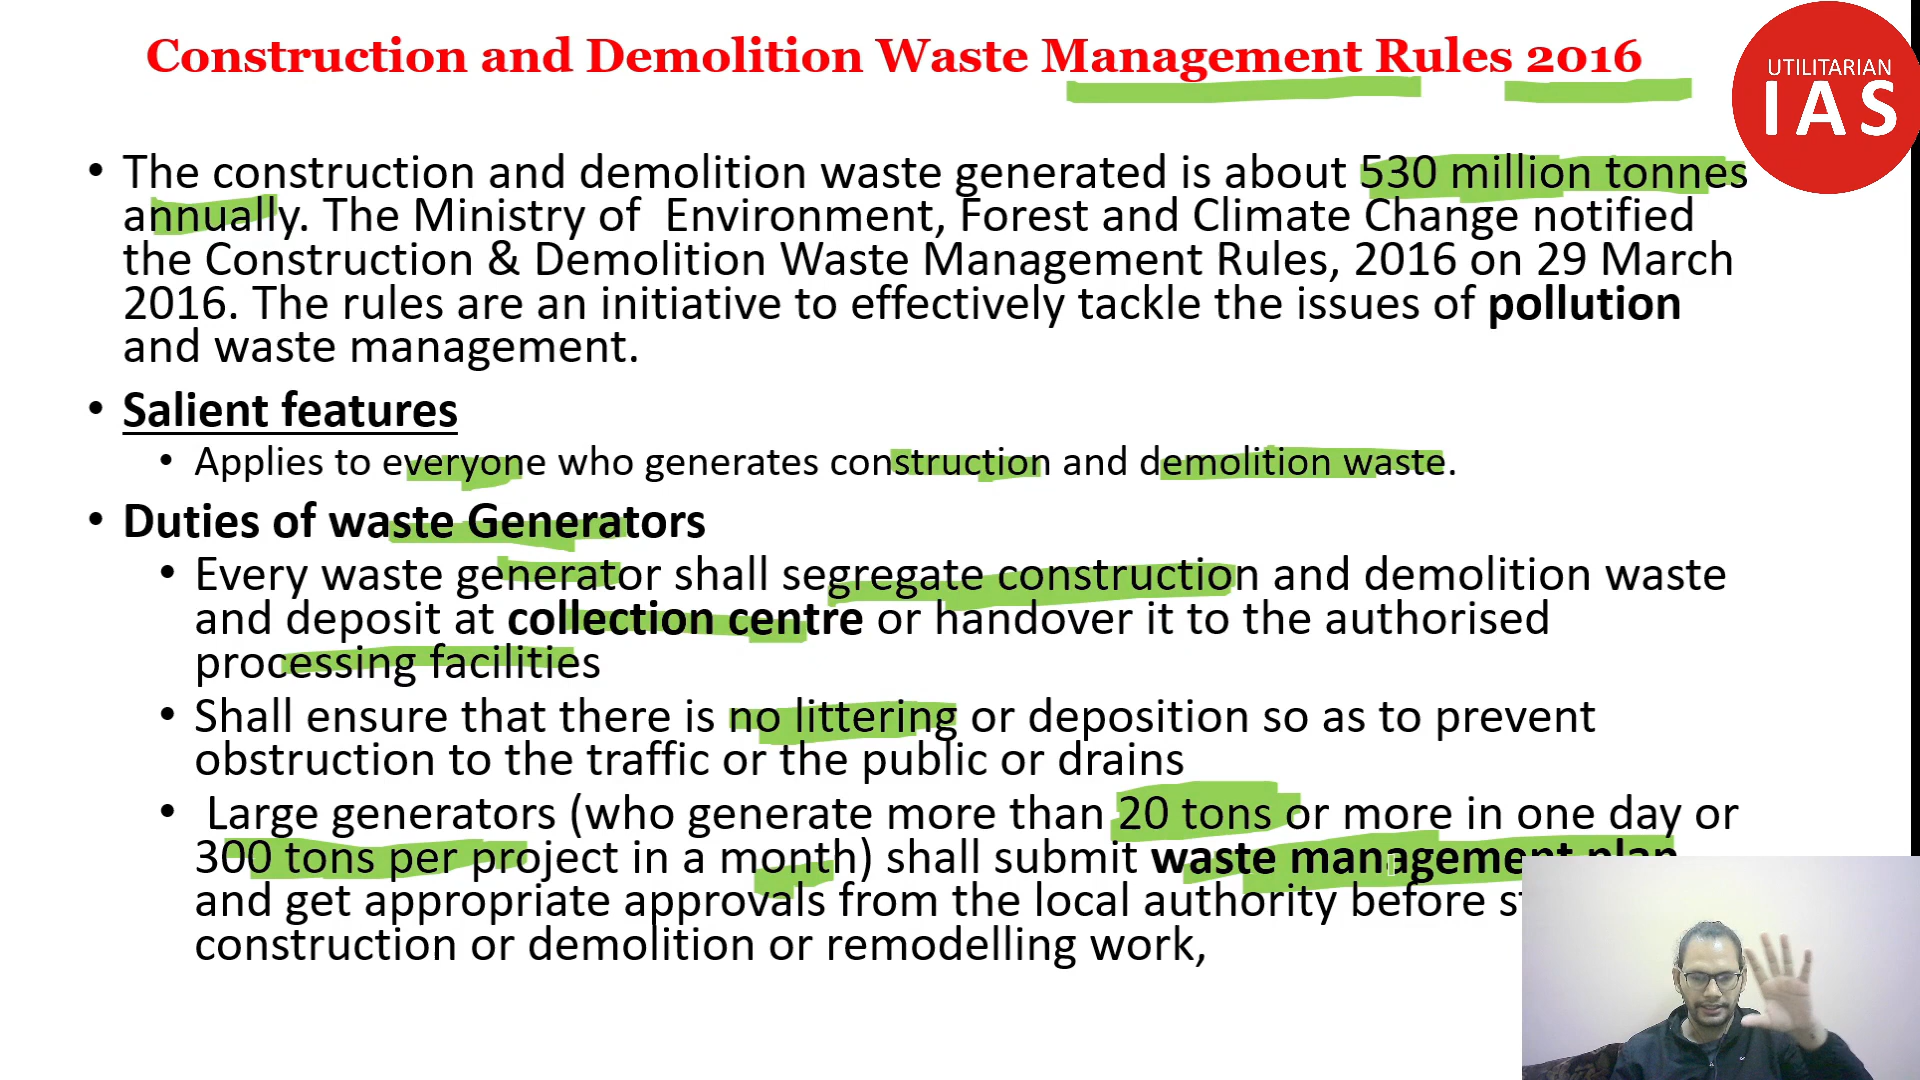 Construction and Demolition Waste Management Rules 2016
UTILITARIAN
IAS
• The construction and demolition waste generated is about 530 million tonnes
annually. The Ministry of Environment, Forest and Climate Change notified
the Construction & Demolition Waste Management Rules, 2016 on 29 March
2016. The rules are an initiative to effectively tackle the issues of pollution
and waste management.
• Salient features
• Applies to everyone who generates construction and demolition waste.
• Duties of waste Generators
• Every waste generator shall segregate construction and demolition waste
and deposit at collection centre or handover it to the authorised
processing facilities
• Shall ensure that there is no littering or deposition so as to prevent
obstruction to the traffic or the public or drains
• Large generators (who generate more than 20 tons or more in one day or
300 tons per project in a month) shall submit waste management plan
and get appropriate approvals from the local authority before
construction or demolition or remodelling work,